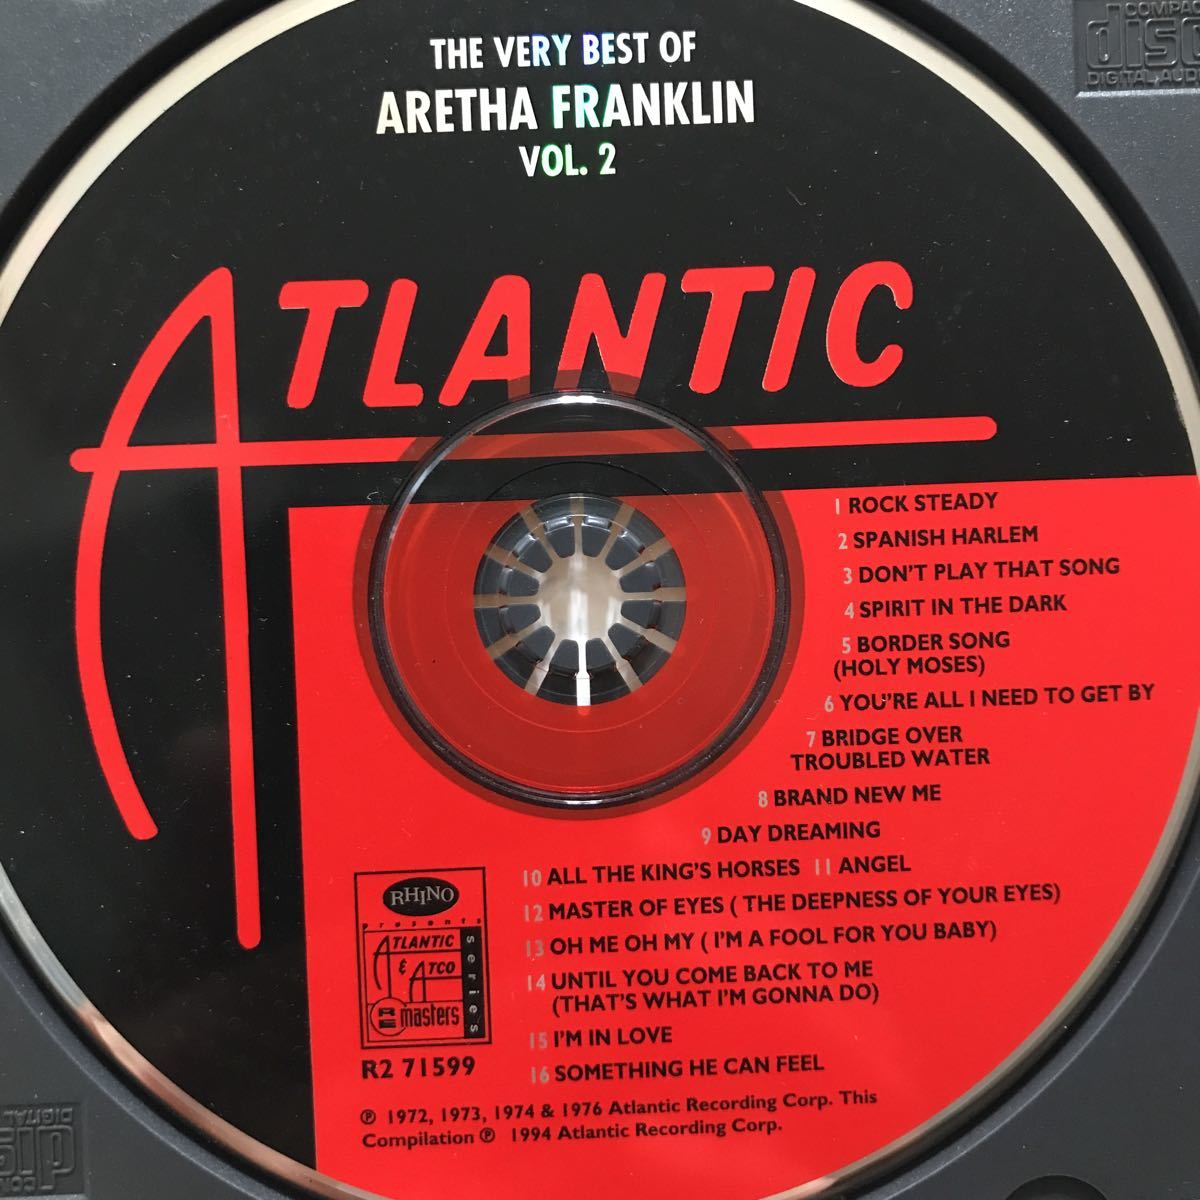 THE VERY BEST OF
ARETHA FRANKLIN
VOL. 2
COMPACT
disc
DIGITAL AUDIO
ATLANTIC
1 ROCK STEADY
2 SPANISH HARLEM
3 DON'T PLAY THAT SONG
4 SPIRIT IN THE DARK
5 BORDER SONG
(HOLY MOSES)
6 YOU'RE ALL I NEED TO GET BY
7 BRIDGE OVER
TROUBLED WATER
8 BRAND NEW ME
9 DAY DREAMING
10 ALL THE KING'S HORSES 11 ANGEL
12 MASTER OF EYES ( THE DEEPNESS OF YOUR EYES)
13 OH ME OH MY ( I'M A FOOL FOR YOU BABY)
14 UNTIL YOU COME BACK TO ME
(THAT'S WHAT I'M GONNA DO)
15 I'M IN LOVE
16 SOMETHING HE CAN FEEL
RHINO
presents
ATLANTIC
& ATCO
masters
series
R2 71599
℗ 1972, 1973, 1974 & 1976 Atlantic Recording Corp. This
Compilation ℗ 1994 Atlantic Recording Corp.